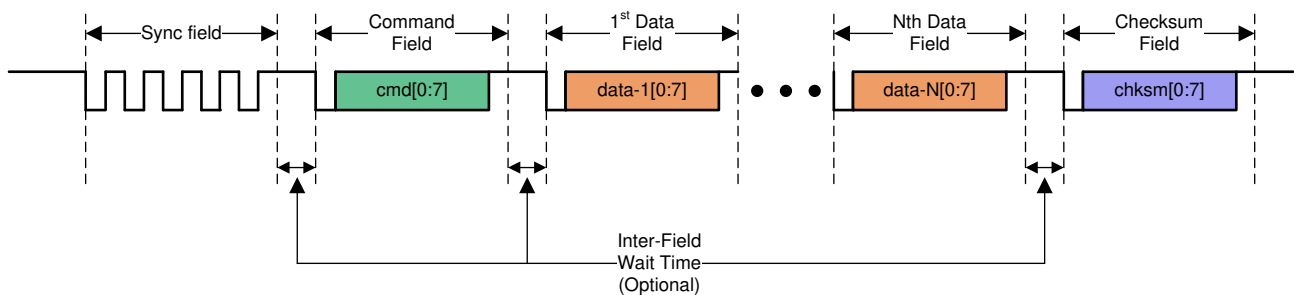 Sync field
Command
Field
1st Data
Field
Nth Data
Field
Checksum
Field
cmd[0:7]
data-1[0:7]
data-N[0:7]
chksm[0:7]
Inter-Field
Wait Time
(Optional)